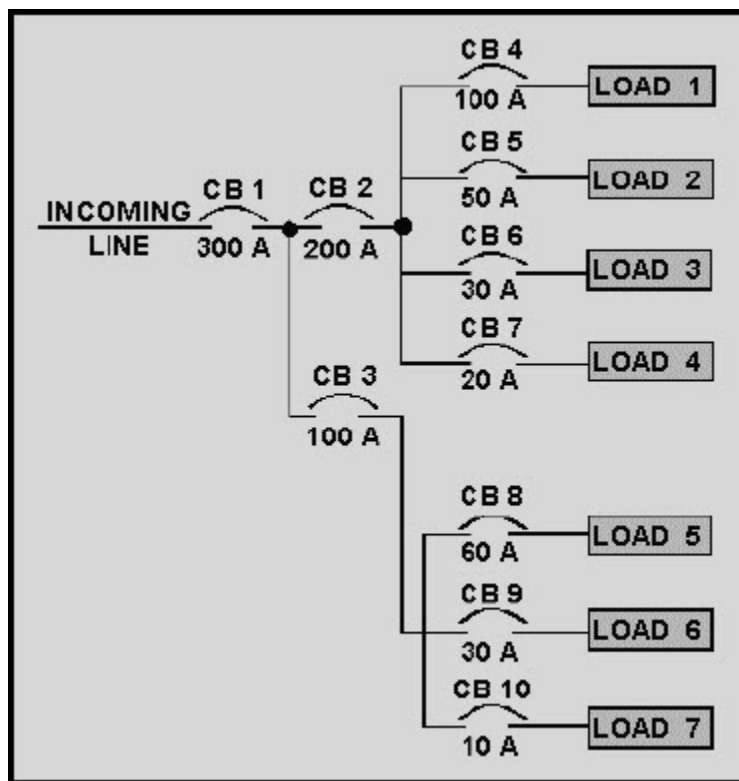 CB 4
100 A
LOAD 1
CB 5
50 A
LOAD 2
CB 1
CB 2
INCOMING
LINE
300 A
200 A
CB 6
30 A
LOAD 3
CB 7
20 A
LOAD 4
CB 3
100 A
CB 8
60 A
LOAD 5
CB 9
30 A
LOAD 6
CB 10
10 A
LOAD 7